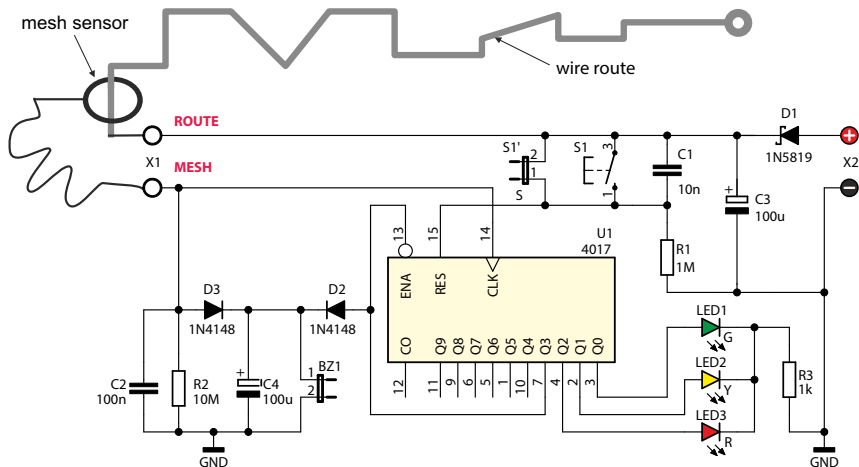 mesh sensor
wire route
ROUTE
X1
MESH
D1
1N5819
X2
S1'
2
1
S
S1
3
1
C1
10n
+
C3
100u
13
15
14
U1
4017
R1
1M
ENA
RES
CLK
D3
1N4148
D2
1N4148
CO
Q9
Q8
Q7
Q6
Q5
Q4
Q3
Q2
Q1
Q0
12
11
9
6
5
1
10
7
4
2
3
LED1
G
LED2
Y
LED3
R
R3
1k
C2
100n
R2
10M
+
C4
100u
BZ1
1
2
GND
GND